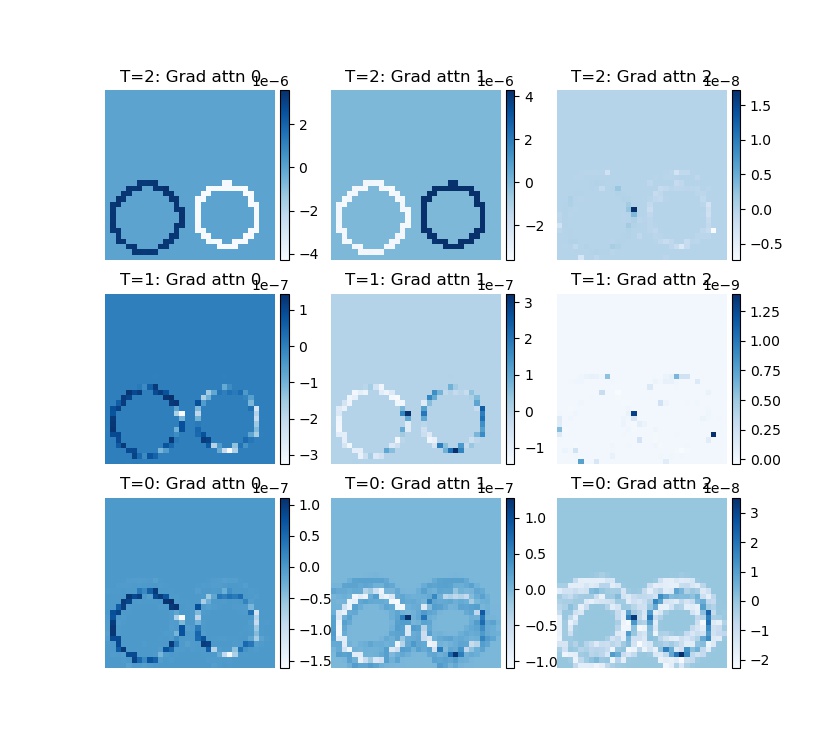 T=2: Grad attn 0
1e−6
T=2: Grad attn 1
1e−6
T=2: Grad attn 2
1e−8
2
0
−2
−4
4
2
0
−2
1.5
1.0
0.5
0.0
−0.5
T=1: Grad attn 0
1e−7
T=1: Grad attn 1
1e−7
T=1: Grad attn 2
1e−9
1
0
−1
−2
−3
3
2
1
0
−1
1.25
1.00
0.75
0.50
0.25
0.00
T=0: Grad attn 0
1e−7
T=0: Grad attn 1
1e−7
T=0: Grad attn 2
1e−8
1.0
0.5
0.0
−0.5
−1.0
−1.5
1.0
0.5
0.0
−0.5
−1.0
3
2
1
0
−1
−2